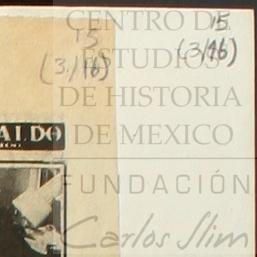 CENTRO DE
ESTUDIOS
DE HISTORIA
DE MEXICO
FUNDACIÓN
Carlos Slim
15
(3/16)
15
(3/16)
ALDO